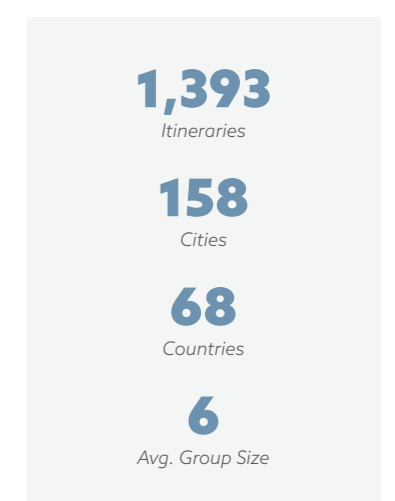 1,393
Itineraries
158
Cities
68
Countries
6
Avg. Group Size